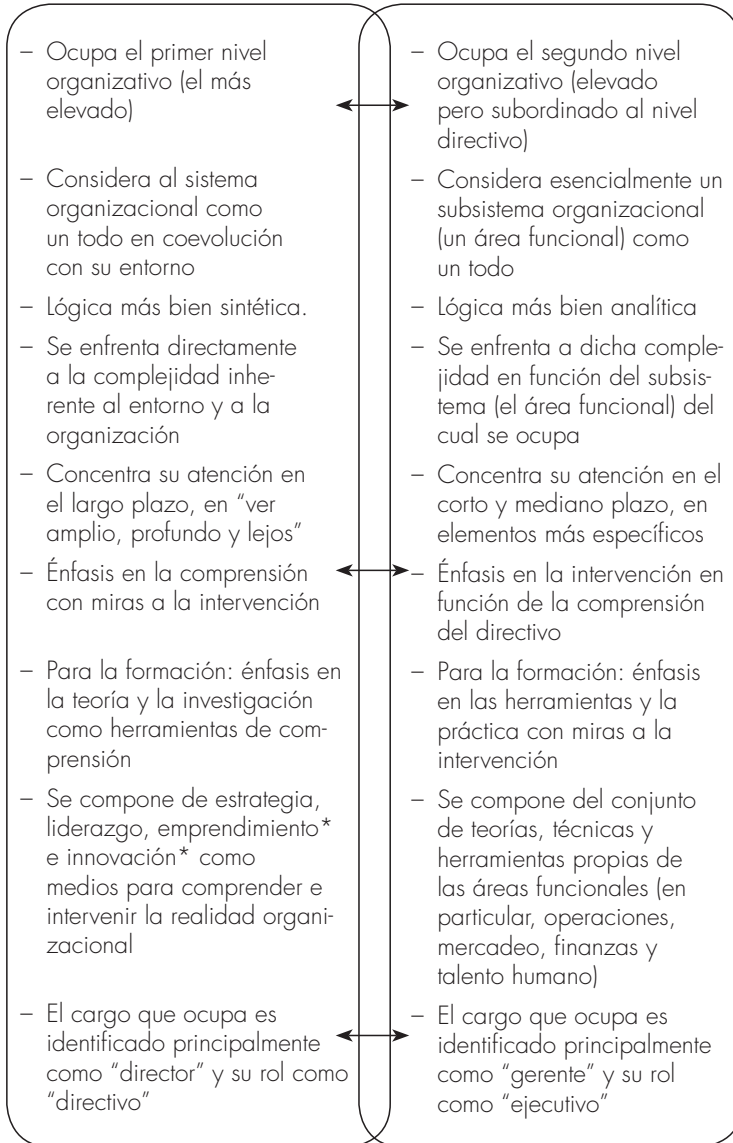 – Ocupa el primer nivel
organizativo (el más
elevado)
– Considera al sistema
organizacional como
un todo en coevolución
con su entorno
– Lógica más bien sintética.
– Se enfrenta directamente
a la complejidad inhe-
rente al entorno y a la
organización
– Concentra su atención en
el largo plazo, en “ver
amplio, profundo y lejos”
– Énfasis en la comprensión
con miras a la intervención
– Para la formación: énfasis en
la teoría y la investigación
como herramientas de com-
prensión
– Se compone de estrategia,
liderazgo, emprendimiento*
e innovación* como
medios para comprender e
intervenir la realidad organi-
zacional
– El cargo que ocupa es
identificado principalmente
como “director” y su rol como
“directivo”
– Ocupa el segundo nivel
organizativo (elevado
pero subordinado al nivel
directivo)
– Considera esencialmente un
subsistema organizacional
(un área funcional) como
un todo
– Lógica más bien analítica
– Se enfrenta a dicha comple-
jidad en función del subsis-
tema (el área funcional) del
cual se ocupa
– Concentra su atención en el
corto y mediano plazo, en
elementos más específicos
– Énfasis en la intervención en
función de la comprensión
del directivo
– Para la formación: énfasis
en las herramientas y la
práctica con miras a la
intervención
– Se compone del conjunto
de teorías, técnicas y
herramientas propias de
las áreas funcionales (en
particular, operaciones,
mercadeo, finanzas y
talento humano)
– El cargo que ocupa es
identificado principalmente
como “gerente” y su rol
como “ejecutivo”